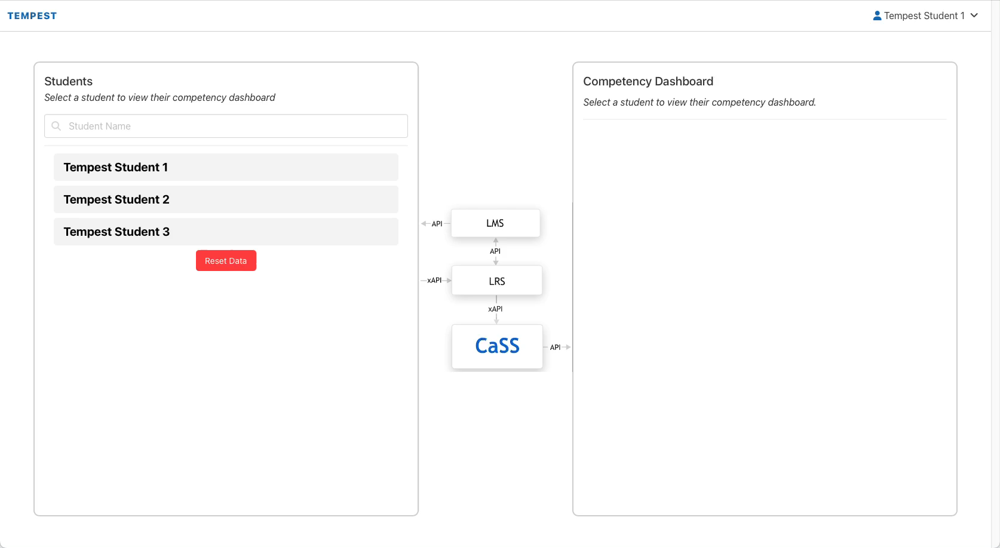 TEMPEST
Tempest Student 1
Students
Select a student to view their competency dashboard
Student Name
Tempest Student 1
Tempest Student 2
Tempest Student 3
Reset Data
API
LMS
API
xAPI
LRS
xAPI
CaSS
API
Competency Dashboard
Select a student to view their competency dashboard.